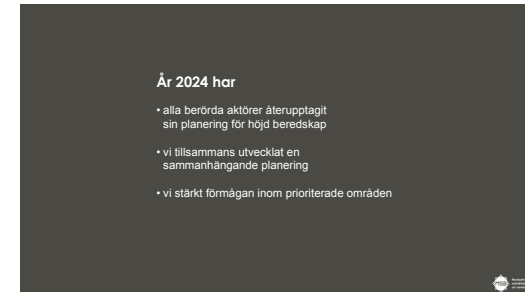 År 2024 har
• alla berörda aktörer återupptagit
sin planering för höjd beredskap
• vi tillsammans utvecklat en
sammanhängande planering
• vi stärkt förmågan inom prioriterade områden
MSB